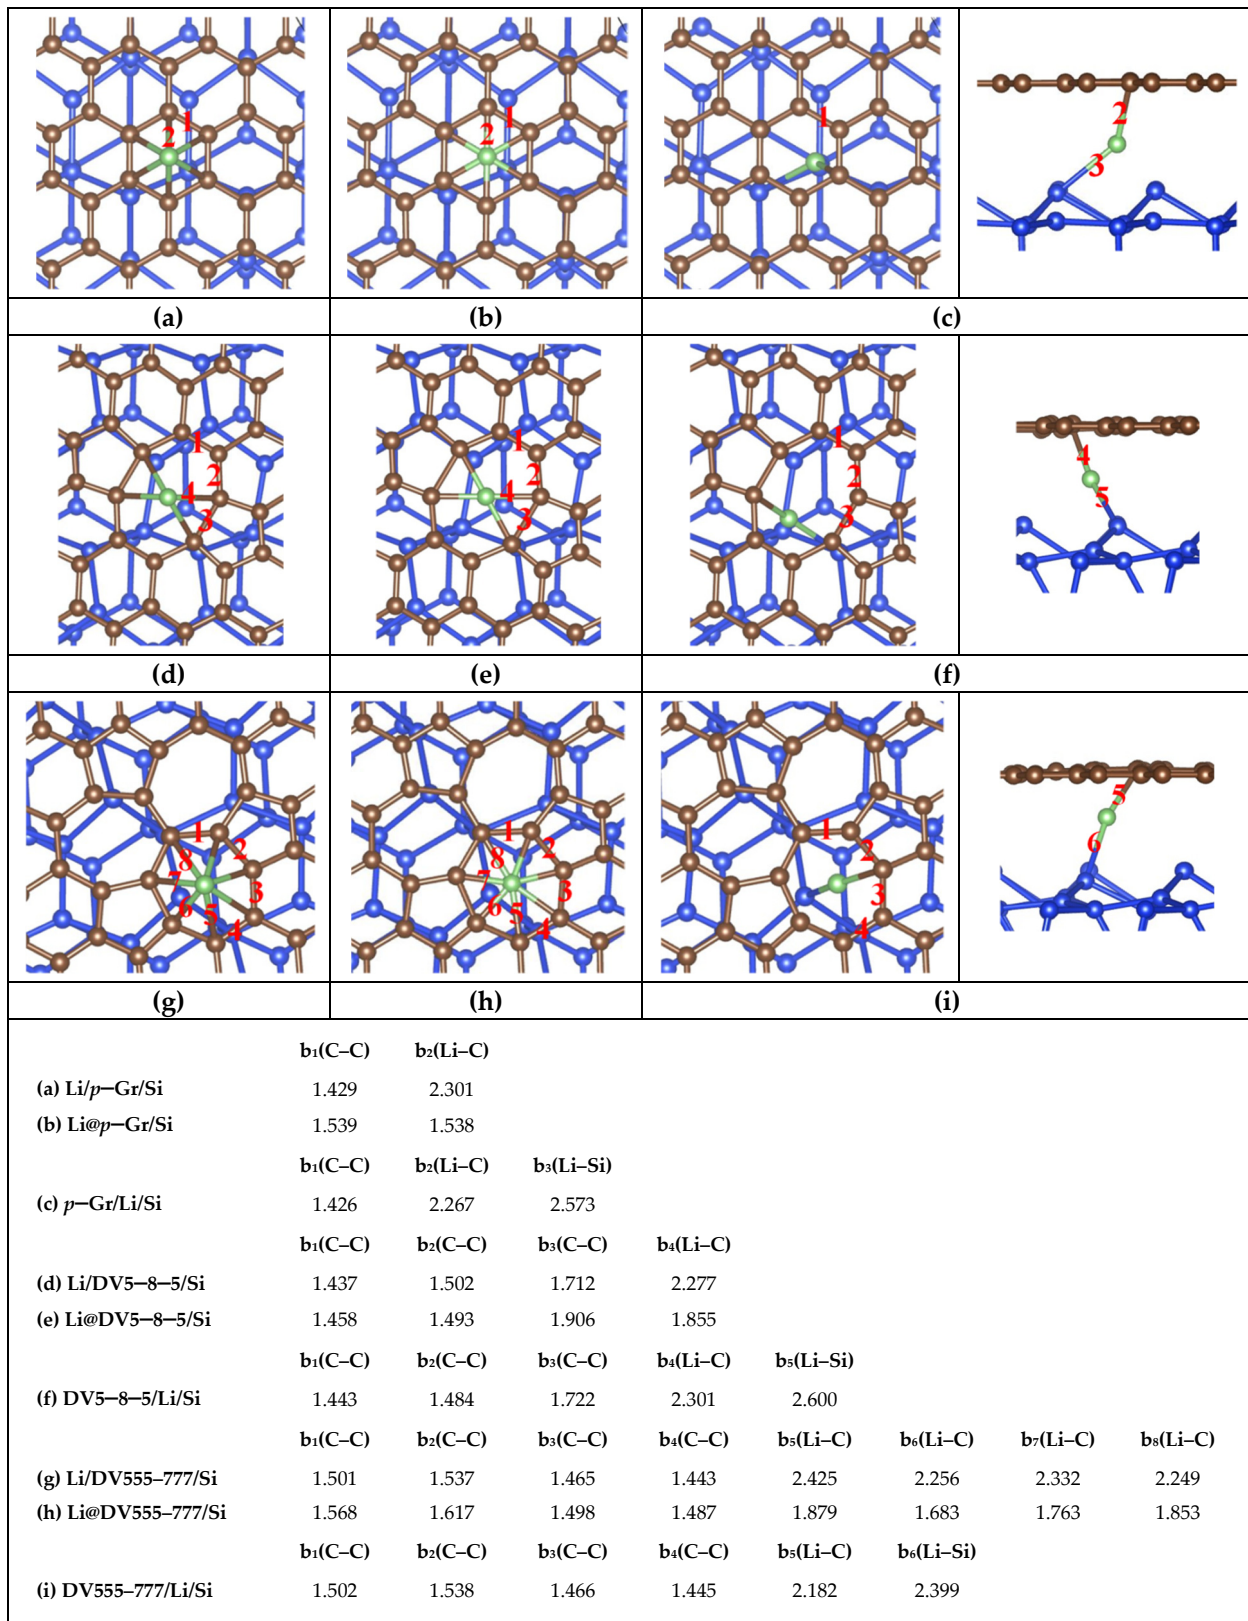 1
2
1
2
1
2
3
(a)
(b)
(c)
1
2
4
3
1
2
4
3
1
2
3
4
5
(d)
(e)
(f)
1
2
8
7
3
6
5
4
1
2
8
7
3
6
5
4
1
2
3
4
5
6
(g)
(h)
(i)
b₁(C–C) b₂(Li–C)
(a) Li/p–Gr/Si 1.429 2.301
(b) Li@p–Gr/Si 1.539 1.538
b₁(C–C) b₂(Li–C) b₃(Li–Si)
(c) p–Gr/Li/Si 1.426 2.267 2.573
b₁(C–C) b₂(C–C) b₃(C–C) b₄(Li–C)
(d) Li/DV5–8–5/Si 1.437 1.502 1.712 2.277
(e) Li@DV5–8–5/Si 1.458 1.493 1.906 1.855
b₁(C–C) b₂(C–C) b₃(C–C) b₄(Li–C) b₅(Li–Si)
(f) DV5–8–5/Li/Si 1.443 1.484 1.722 2.301 2.600
b₁(C–C) b₂(C–C) b₃(C–C) b₄(C–C) b₅(Li–C) b₆(Li–C) b₇(Li–C) b₈(Li–C)
(g) Li/DV555–777/Si 1.501 1.537 1.465 1.443 2.425 2.256 2.332 2.249
(h) Li@DV555–777/Si 1.568 1.617 1.498 1.487 1.879 1.683 1.763 1.853
b₁(C–C) b₂(C–C) b₃(C–C) b₄(C–C) b₅(Li–C) b₆(Li–Si)
(i) DV555–777/Li/Si 1.502 1.538 1.466 1.445 2.182 2.399